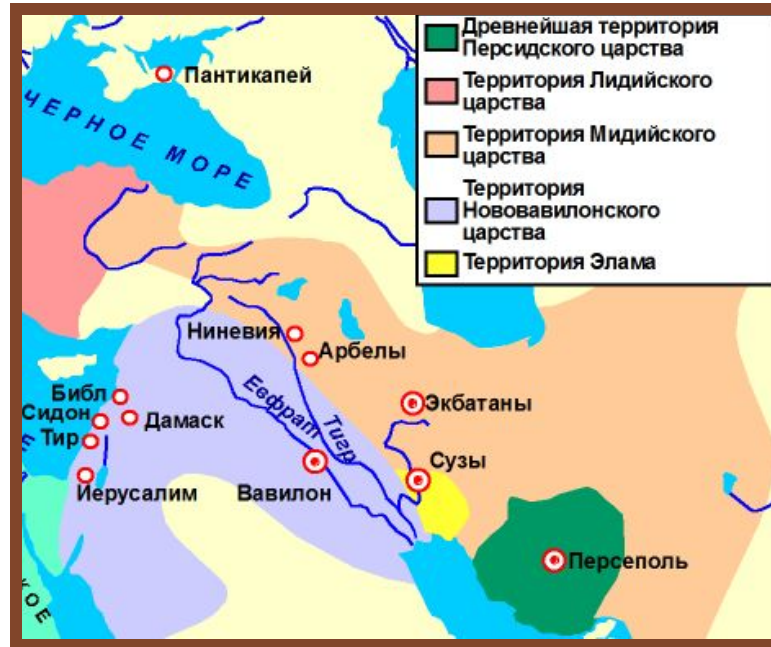 Древнейшая территория
Персидского царства
Территория Лидийского
царства
Территория Мидийского
царства
Территория
Нововавилонского
царства
Территория Элама
Пантикапей
ЧЕРНОЕ МОРЕ
Ниневия
Арбелы
Библ
Сидон
Дамаск
Тир
Иерусалим
Евфрат
Тигр
Вавилон
Экбатаны
Сузы
Персеполь
КОЕ